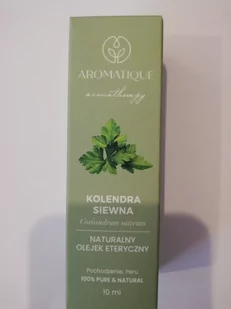 AROMATIQUE
aromatherapy
KOLENDRA
SIEWNA
Coriandrum sativum
NATURALNY
OLEJEK ETERYCZNY
Pochodzenie: Peru
100% PURE & NATURAL
10 ml